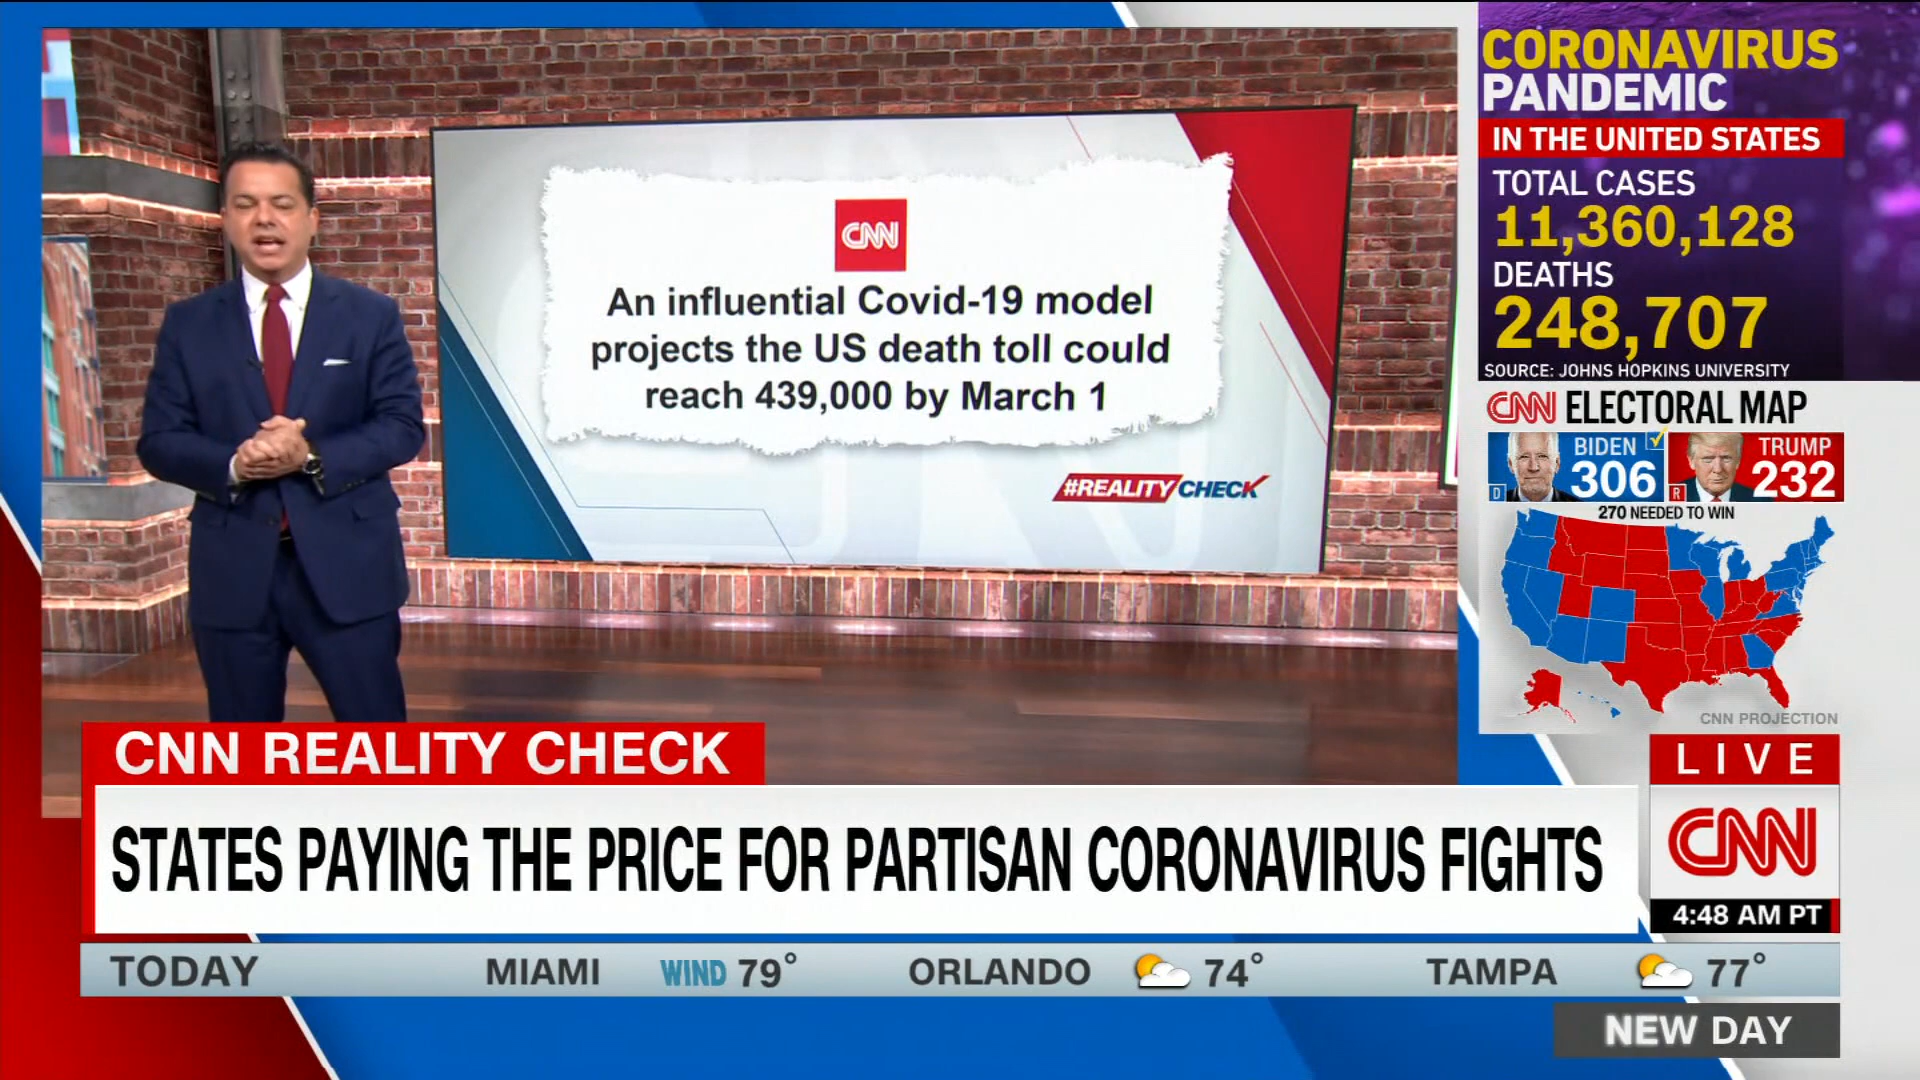 CNN
An influential Covid-19 model
projects the US death toll could
reach 439,000 by March 1
#REALITY CHECK
CORONAVIRUS
PANDEMIC
IN THE UNITED STATES
TOTAL CASES
11,360,128
DEATHS
248,707
SOURCE: JOHNS HOPKINS UNIVERSITY
CNN ELECTORAL MAP
BIDEN
306
D
TRUMP
232
R
270 NEEDED TO WIN
CNN PROJECTION
CNN REALITY CHECK
STATES PAYING THE PRICE FOR PARTISAN CORONAVIRUS FIGHTS
LIVE
CNN
4:48 AM PT
TODAY MIAMI WIND 79° ORLANDO 74° TAMPA 77°
NEW DAY